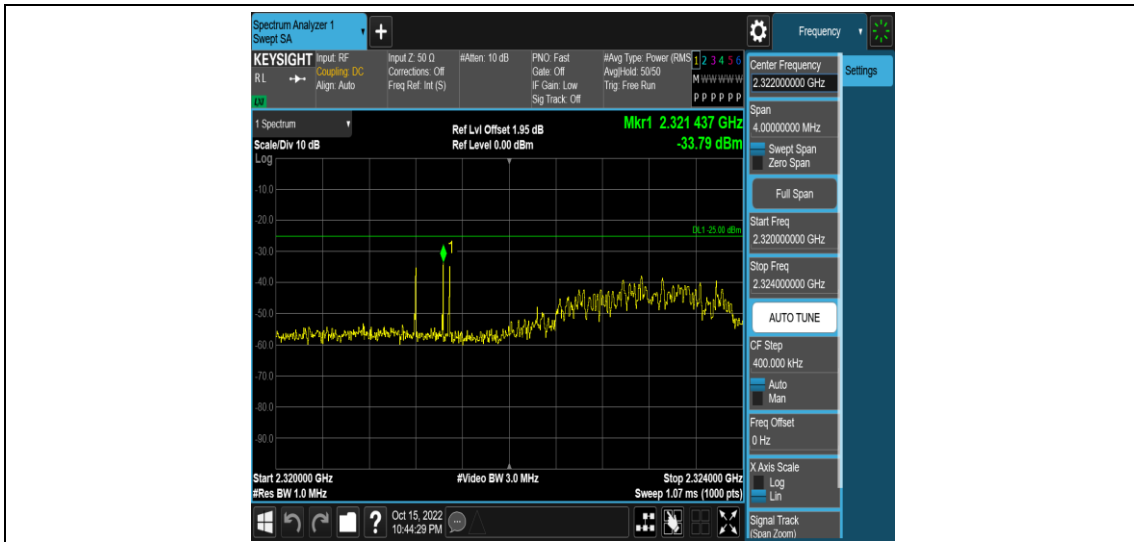 Spectrum Analyzer 1
Swept SA
+
Frequency
KEYSIGHT
RL
LXI
Input: RF
Coupling: DC
Align: Auto
Input Z: 50 Ω
Corrections: Off
Freq Ref: Int (S)
#Atten: 10 dB
PNO: Fast
Gate: Off
IF Gain: Low
Sig Track: Off
#Avg Type: Power (RMS
Avg|Hold: 50/50
Trig: Free Run
1 2 3 4 5 6
M W W W W W
P P P P P P
1 Spectrum
Scale/Div 10 dB
Log
Ref Lvl Offset 1.95 dB
Ref Level 0.00 dBm
Mkr1 2.321 437 GHz
-33.79 dBm
-10.0
-20.0
DL1 -25.00 dBm
1
-30.0
-40.0
-50.0
-60.0
-70.0
-80.0
-90.0
Start 2.320000 GHz
#Res BW 1.0 MHz
#Video BW 3.0 MHz
Stop 2.324000 GHz
Sweep 1.07 ms (1000 pts)
?
Oct 15, 2022
10:44:29 PM
Center Frequency
2.322000000 GHz
Settings
Span
4.00000000 MHz
Swept Span
Zero Span
Full Span
Start Freq
2.320000000 GHz
Stop Freq
2.324000000 GHz
AUTO TUNE
CF Step
400.000 kHz
Auto
Man
Freq Offset
0 Hz
X Axis Scale
Log
Lin
Signal Track
(Span Zoom)